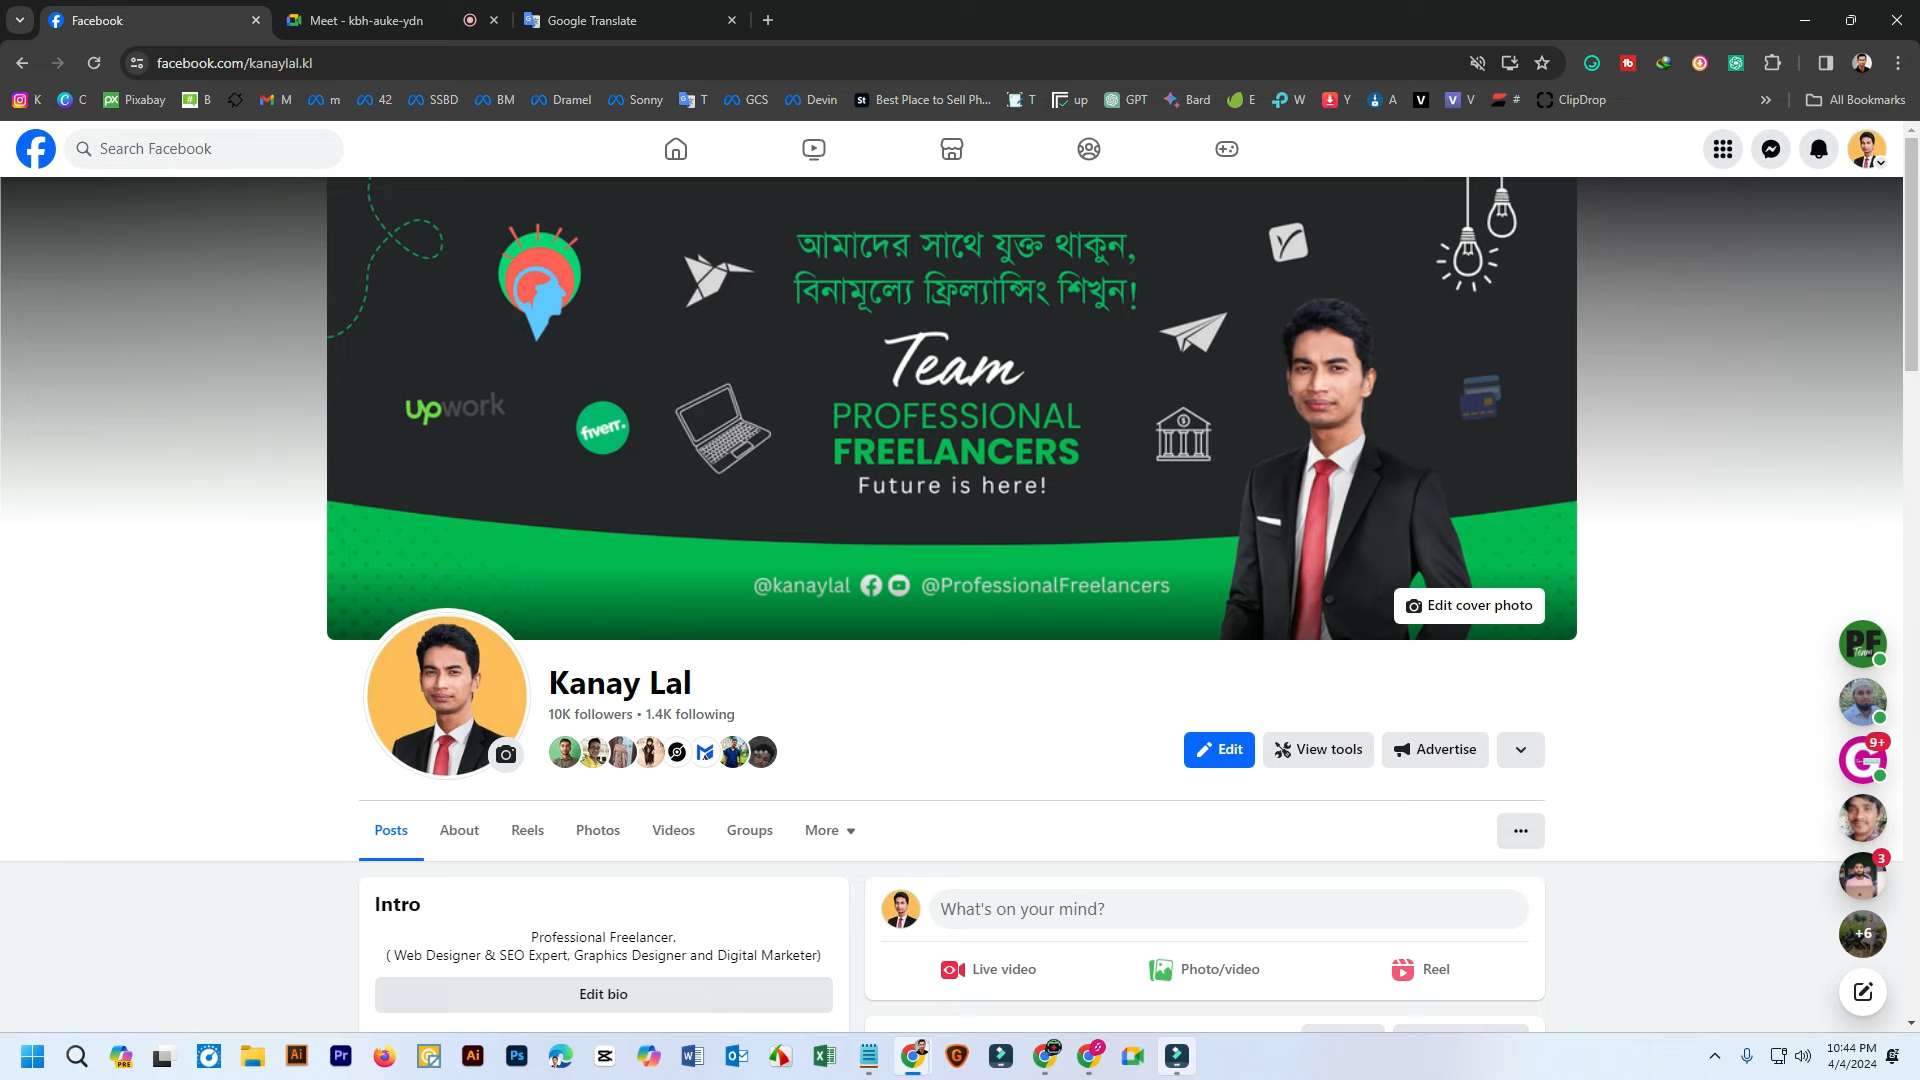 Facebook
Meet - kbh-auke-ydn
Google Translate
facebook.com/kanaylal.kl
K
C
Pixabay
B
M
m
42
SSBD
BM
Dramel
Sonny
T
GCS
Devin
Best Place to Sell Ph...
T
up
GPT
Bard
E
W
Y
A
V
#
ClipDrop
All Bookmarks
Search Facebook
আমাদের সাথে যুক্ত থাকুন,
বিনামূল্যে ফ্রিল্যান্সিং শিখুন!
Team
PROFESSIONAL
FREELANCERS
Future is here!
upwork
fiverr.
@kanaylal @ProfessionalFreelancers
Edit cover photo
Kanay Lal
10K followers • 1.4K following
Edit
View tools
Advertise
Posts
About
Reels
Photos
Videos
Groups
More
Intro
Professional Freelancer.
( Web Designer & SEO Expert, Graphics Designer and Digital Marketer)
Edit bio
What's on your mind?
Live video
Photo/video
Reel
PF
Team
9+
3
+6
10:44 PM
4/4/2024